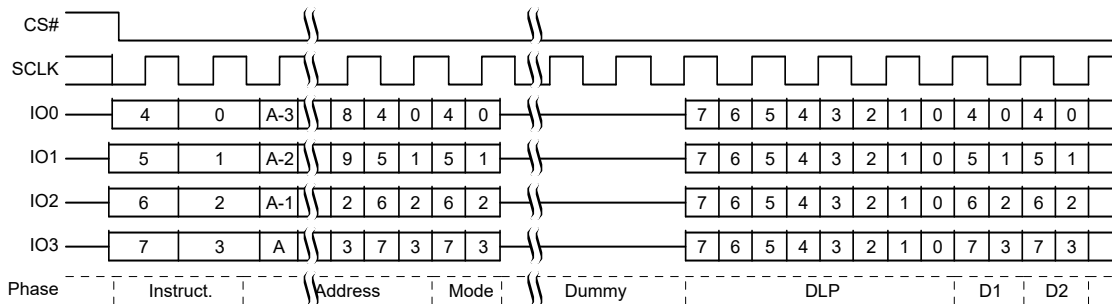 CS#
SCLK
IO0 4 0 A-3 8 4 0 4 0 7 6 5 4 3 2 1 0 4 0 4 0
IO1 5 1 A-2 9 5 1 5 1 7 6 5 4 3 2 1 0 5 1 5 1
IO2 6 2 A-1 2 6 2 6 2 7 6 5 4 3 2 1 0 6 2 6 2
IO3 7 3 A 3 7 3 7 3 7 6 5 4 3 2 1 0 7 3 7 3
Phase Instruct. Address Mode Dummy DLP D1 D2